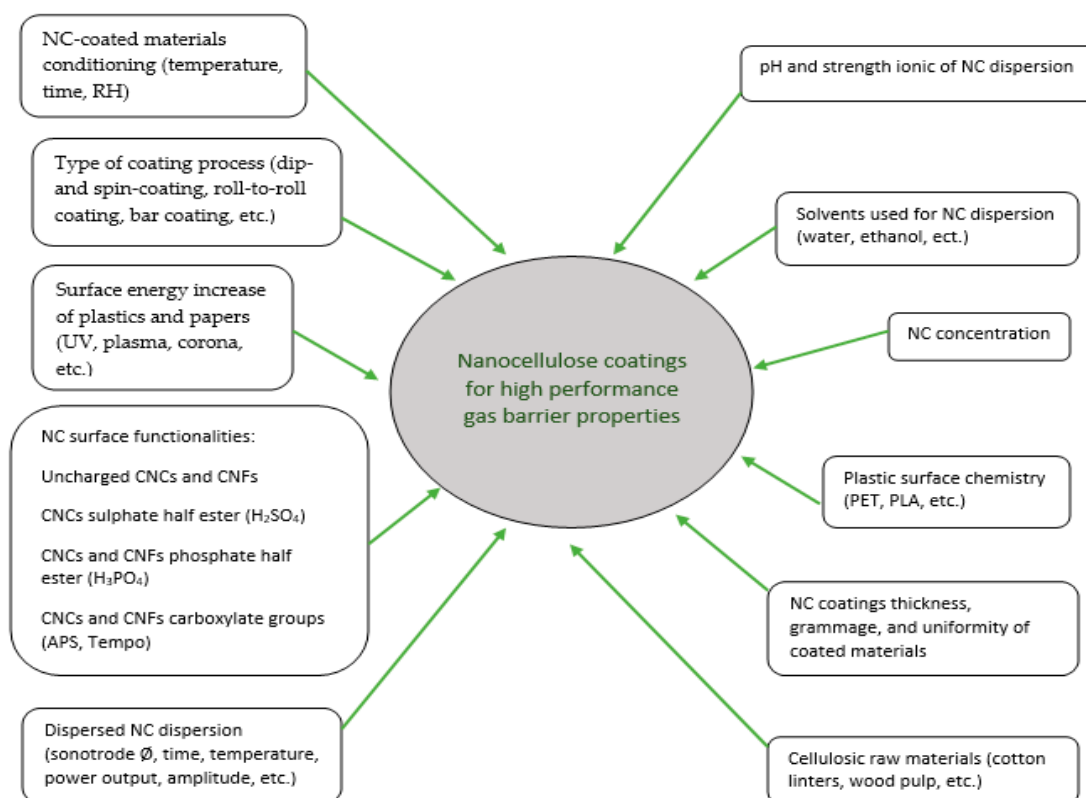 NC-coated materials
conditioning (temperature,
time, RH)
Type of coating process (dip-
and spin-coating, roll-to-roll
coating, bar coating, etc.)
Surface energy increase
of plastics and papers
(UV, plasma, corona,
etc.)
NC surface functionalities:
Uncharged CNCs and CNFs
CNCs sulphate half ester (H₂SO₄)
CNCs and CNFs phosphate half
ester (H₃PO₄)
CNCs and CNFs carboxylate groups
(APS, Tempo)
Dispersed NC dispersion
(sonotrode Ø, time, temperature,
power output, amplitude, etc.)
Nanocellulose coatings
for high performance
gas barrier properties
pH and strength ionic of NC dispersion
Solvents used for NC dispersion
(water, ethanol, ect.)
NC concentration
Plastic surface chemistry
(PET, PLA, etc.)
NC coatings thickness,
grammage, and uniformity of
coated materials
Cellulosic raw materials (cotton
linters, wood pulp, etc.)